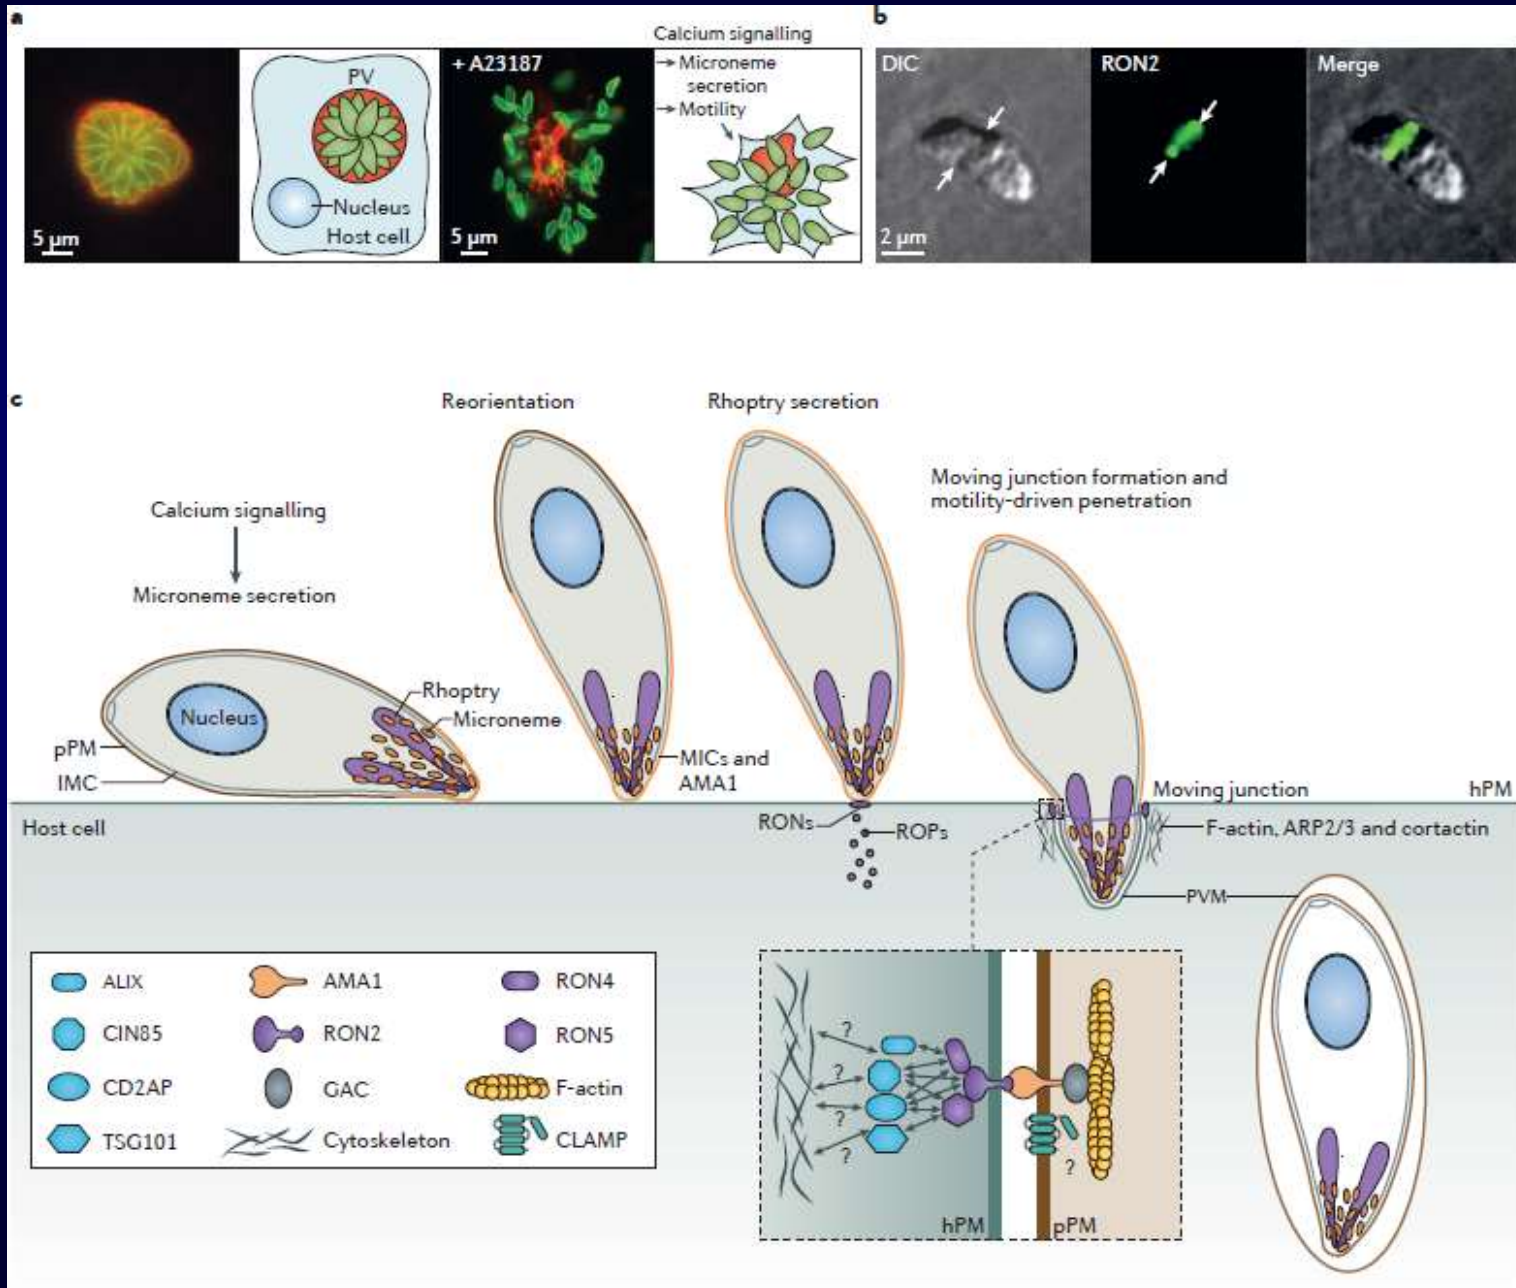 a
PV
Nucleus
Host cell
5 µm
+ A23187
5 µm
Calcium signalling
→ Microneme
secretion
→ Motility
b
DIC
2 µm
RON2
Merge
c
Calcium signalling
Microneme secretion
Reorientation
Rhoptry secretion
Moving junction formation and
motility-driven penetration
Nucleus
Rhoptry
Microneme
pPM
IMC
MICs and
AMA1
Moving junction
hPM
Host cell
RONs
ROPs
F-actin, ARP2/3 and cortactin
PVM
ALIX
AMA1
RON4
CIN85
RON2
RON5
CD2AP
GAC
F-actin
TSG101
Cytoskeleton
CLAMP
?
?
?
?
?
hPM
pPM